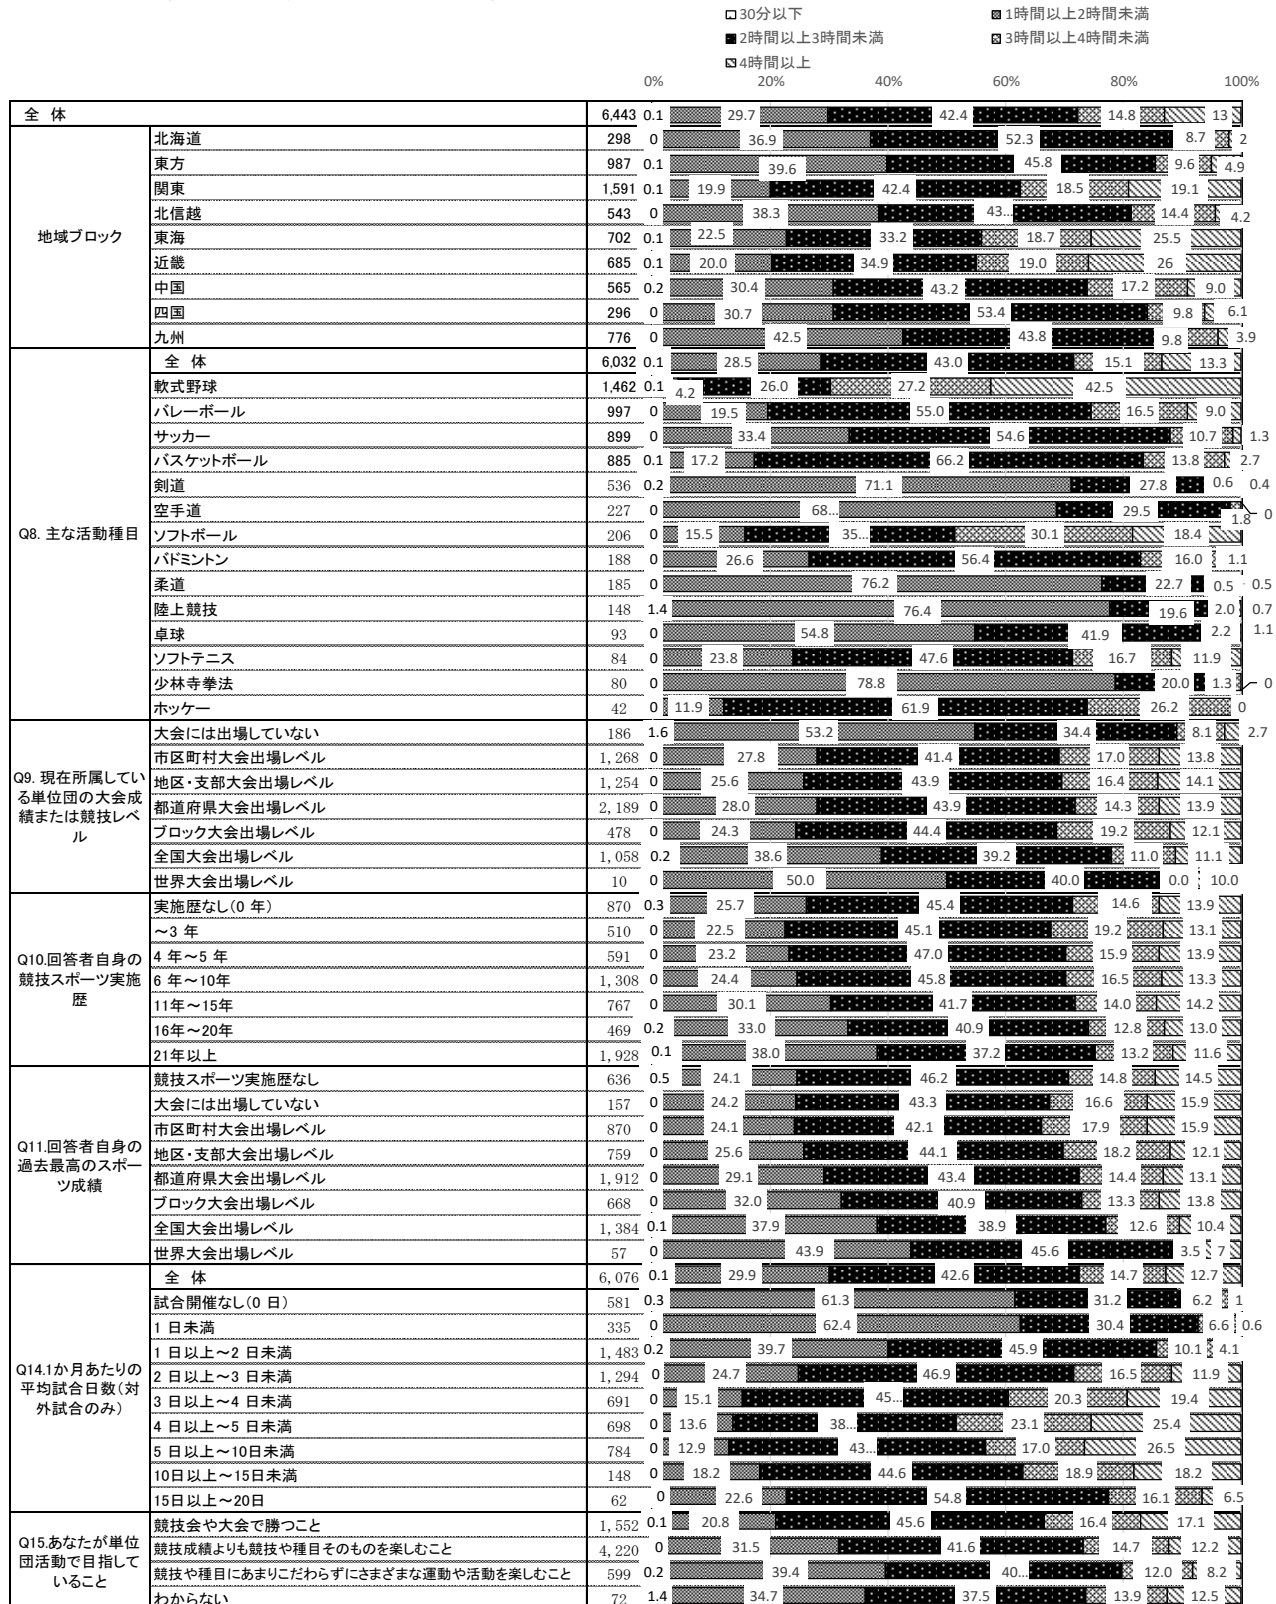 30分以下 1時間以上2時間未満
2時間以上3時間未満 3時間以上4時間未満
4時間以上
0% 20% 40% 60% 80% 100%
全 体 6,443 0.1 29.7 42.4 14.8 13
地域ブロック
北海道 298 0 36.9 52.3 8.7 2
東方 987 0.1 39.6 45.8 9.6 4.9
関東 1,591 0.1 19.9 42.4 18.5 19.1
北信越 543 0 38.3 43... 14.4 4.2
東海 702 0.1 22.5 33.2 18.7 25.5
近畿 685 0.1 20.0 34.9 19.0 26
中国 565 0.2 30.4 43.2 17.2 9.0
四国 296 0 30.7 53.4 9.8 6.1
九州 776 0 42.5 43.8 9.8 3.9
Q8. 主な活動種目
全 体 6,032 0.1 28.5 43.0 15.1 13.3
軟式野球 1,462 0.1 4.2 26.0 27.2 42.5
バレーボール 997 0 19.5 55.0 16.5 9.0
サッカー 899 0 33.4 54.6 10.7 1.3
バスケットボール 885 0.1 17.2 66.2 13.8 2.7
剣道 536 0.2 71.1 27.8 0.6 0.4
空手道 227 0 68... 29.5 1.8 0
ソフトボール 206 0 15.5 35... 30.1 18.4
バドミントン 188 0 26.6 56.4 16.0 1.1
柔道 185 0 76.2 22.7 0.5 0.5
陸上競技 148 1.4 76.4 19.6 2.0 0.7
卓球 93 0 54.8 41.9 2.2 1.1
ソフトテニス 84 0 23.8 47.6 16.7 11.9
少林寺拳法 80 0 78.8 20.0 1.3 0
ホッケー 42 0 11.9 61.9 26.2 0
Q9. 現在所属してい
る単位団の大会成
績または競技レベ
ル
大会には出場していない 186 1.6 53.2 34.4 8.1 2.7
市区町村大会出場レベル 1,268 0 27.8 41.4 17.0 13.8
地区・支部大会出場レベル 1,254 0 25.6 43.9 16.4 14.1
都道府県大会出場レベル 2,189 0 28.0 43.9 14.3 13.9
ブロック大会出場レベル 478 0 24.3 44.4 19.2 12.1
全国大会出場レベル 1,058 0.2 38.6 39.2 11.0 11.1
世界大会出場レベル 10 0 50.0 40.0 0.0 10.0
Q10.回答者自身の
競技スポーツ実施
歴
実施歴なし(0 年) 870 0.3 25.7 45.4 14.6 13.9
～3 年 510 0 22.5 45.1 19.2 13.1
4 年～5 年 591 0 23.2 47.0 15.9 13.9
6 年～10年 1,308 0 24.4 45.8 16.5 13.3
11年～15年 767 0 30.1 41.7 14.0 14.2
16年～20年 469 0.2 33.0 40.9 12.8 13.0
21年以上 1,928 0.1 38.0 37.2 13.2 11.6
Q11.回答者自身の
過去最高のスポー
ツ成績
競技スポーツ実施歴なし 636 0.5 24.1 46.2 14.8 14.5
大会には出場していない 157 0 24.2 43.3 16.6 15.9
市区町村大会出場レベル 870 0 24.1 42.1 17.9 15.9
地区・支部大会出場レベル 759 0 25.6 44.1 18.2 12.1
都道府県大会出場レベル 1,912 0 29.1 43.4 14.4 13.1
ブロック大会出場レベル 668 0 32.0 40.9 13.3 13.8
全国大会出場レベル 1,384 0.1 37.9 38.9 12.6 10.4
世界大会出場レベル 57 0 43.9 45.6 3.5 7
Q14.1か月あたりの
平均試合日数(対
外試合のみ)
全 体 6,076 0.1 29.9 42.6 14.7 12.7
試合開催なし(0 日) 581 0.3 61.3 31.2 6.2 1
1 日未満 335 0 62.4 30.4 6.6 0.6
1 日以上～2 日未満 1,483 0.2 39.7 45.9 10.1 4.1
2 日以上～3 日未満 1,294 0 24.7 46.9 16.5 11.9
3 日以上～4 日未満 691 0 15.1 45... 20.3 19.4
4 日以上～5 日未満 698 0 13.6 38... 23.1 25.4
5 日以上～10日未満 784 0 12.9 43... 17.0 26.5
10日以上～15日未満 148 0 18.2 44.6 18.9 18.2
15日以上～20日 62 0 22.6 54.8 16.1 6.5
Q15.あなたが単位
団活動で目指して
いること
競技会や大会で勝つこと 1,552 0.1 20.8 45.6 16.4 17.1
競技成績よりも競技や種目そのものを楽しむこと 4,220 0 31.5 41.6 14.7 12.2
競技や種目にあまりこだわらずにさまざまな運動や活動を楽しむこと 599 0.2 39.4 40... 12.0 8.2
わからない 72 1.4 34.7 37.5 13.9 12.5